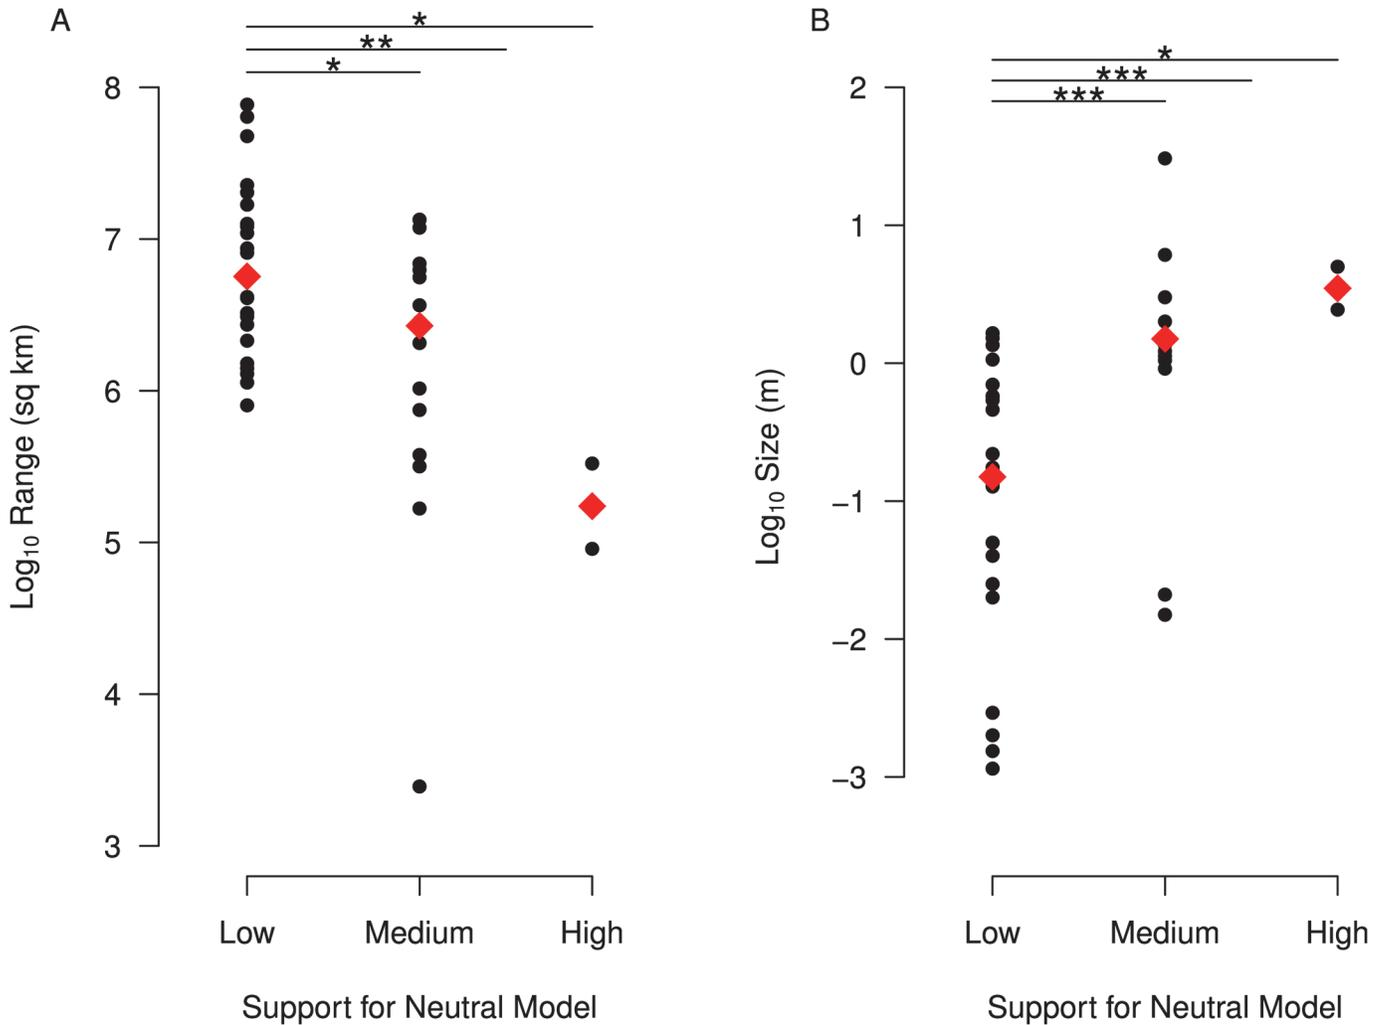 A
*
**
*
8
7
6
5
4
3
Log10 Range (sq km)
Low Medium High
Support for Neutral Model
B
*
***
***
2
1
0
−1
−2
−3
Log10 Size (m)
Low Medium High
Support for Neutral Model